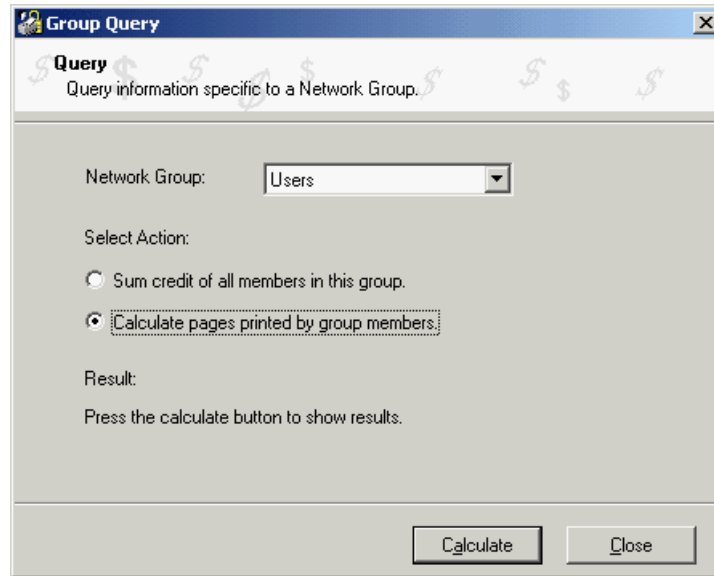 Group Query
Query
Query information specific to a Network Group.
Network Group: Users
Select Action:
Sum credit of all members in this group.
Calculate pages printed by group members.
Result:
Press the calculate button to show results.
Calculate Close